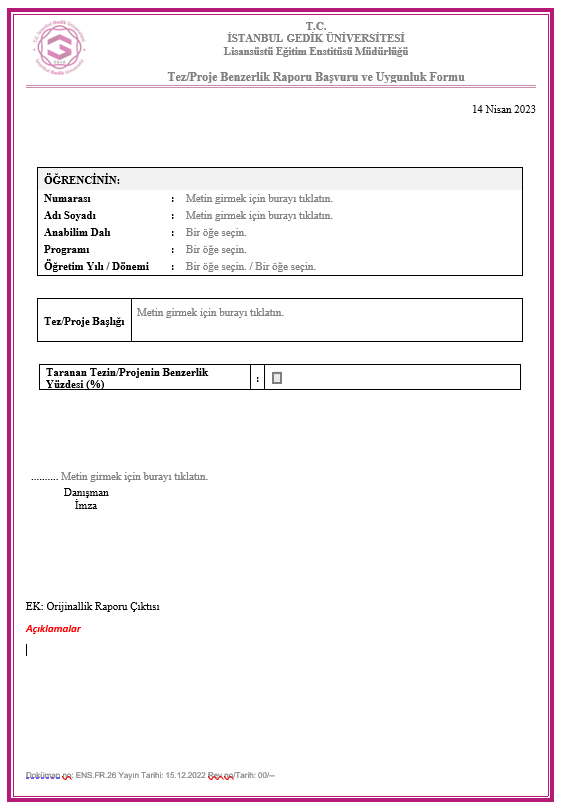 T.C.
İSTANBUL GEDİK ÜNİVERSİTESİ
Lisansüstü Eğitim Enstitüsü Müdürlüğü
Tez/Proje Benzerlik Raporu Başvuru ve Uygunluk Formu
14 Nisan 2023
ÖĞRENCİNİN:
Numarası : Metin girmek için burayı tıklatın.
Adı Soyadı : Metin girmek için burayı tıklatın.
Anabilim Dalı : Bir öğe seçin.
Programı : Bir öğe seçin.
Öğretim Yılı / Dönemi : Bir öğe seçin. / Bir öğe seçin.
Tez/Proje Başlığı Metin girmek için burayı tıklatın.
Taranan Tezin/Projenin Benzerlik
Yüzdesi (%) :
.......... Metin girmek için burayı tıklatın.
Danışman
İmza
EK: Orijinallik Raporu Çıktısı
Açıklamalar
Doküman no: ENS.FR.26 Yayın Tarihi: 15.12.2022 Rev.no/Tarih: 00/--